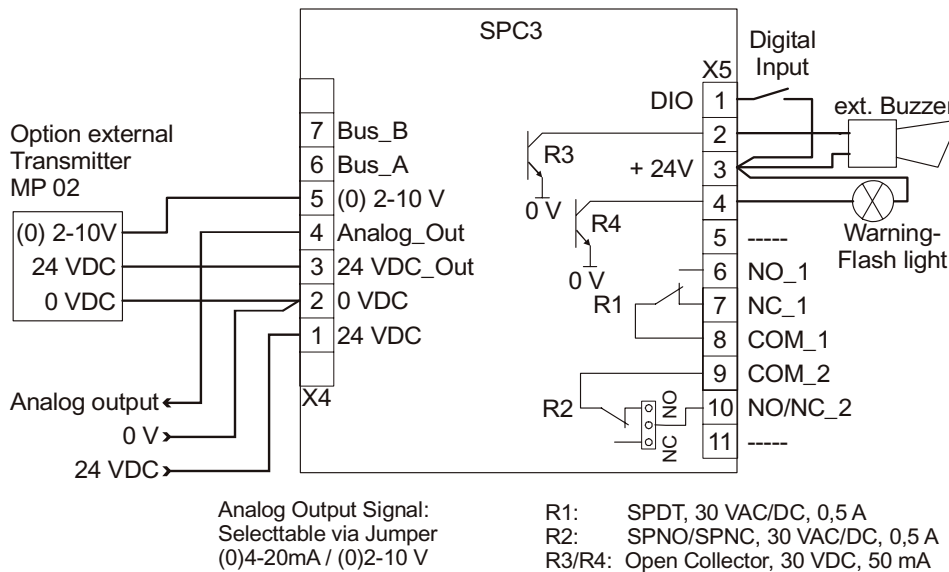 SPC3
Option external
Transmitter
MP 02
(0) 2-10V
24 VDC
0 VDC
7 Bus_B
6 Bus_A
5 (0) 2-10 V
4 Analog_Out
3 24 VDC_Out
2 0 VDC
1 24 VDC
X4
Analog output
0 V
24 VDC
Digital
Input
X5
DIO 1
2
+ 24V 3
4
5 -----
6 NO_1
7 NC_1
8 COM_1
9 COM_2
10 NO/NC_2
11 -----
R3
0 V
R4
0 V
R1
R2
NO
NC
ext. Buzzer
Warning-
Flash light
Analog Output Signal:
Selecttable via Jumper
(0)4-20mA / (0)2-10 V
R1: SPDT, 30 VAC/DC, 0,5 A
R2: SPNO/SPNC, 30 VAC/DC, 0,5 A
R3/R4: Open Collector, 30 VDC, 50 mA